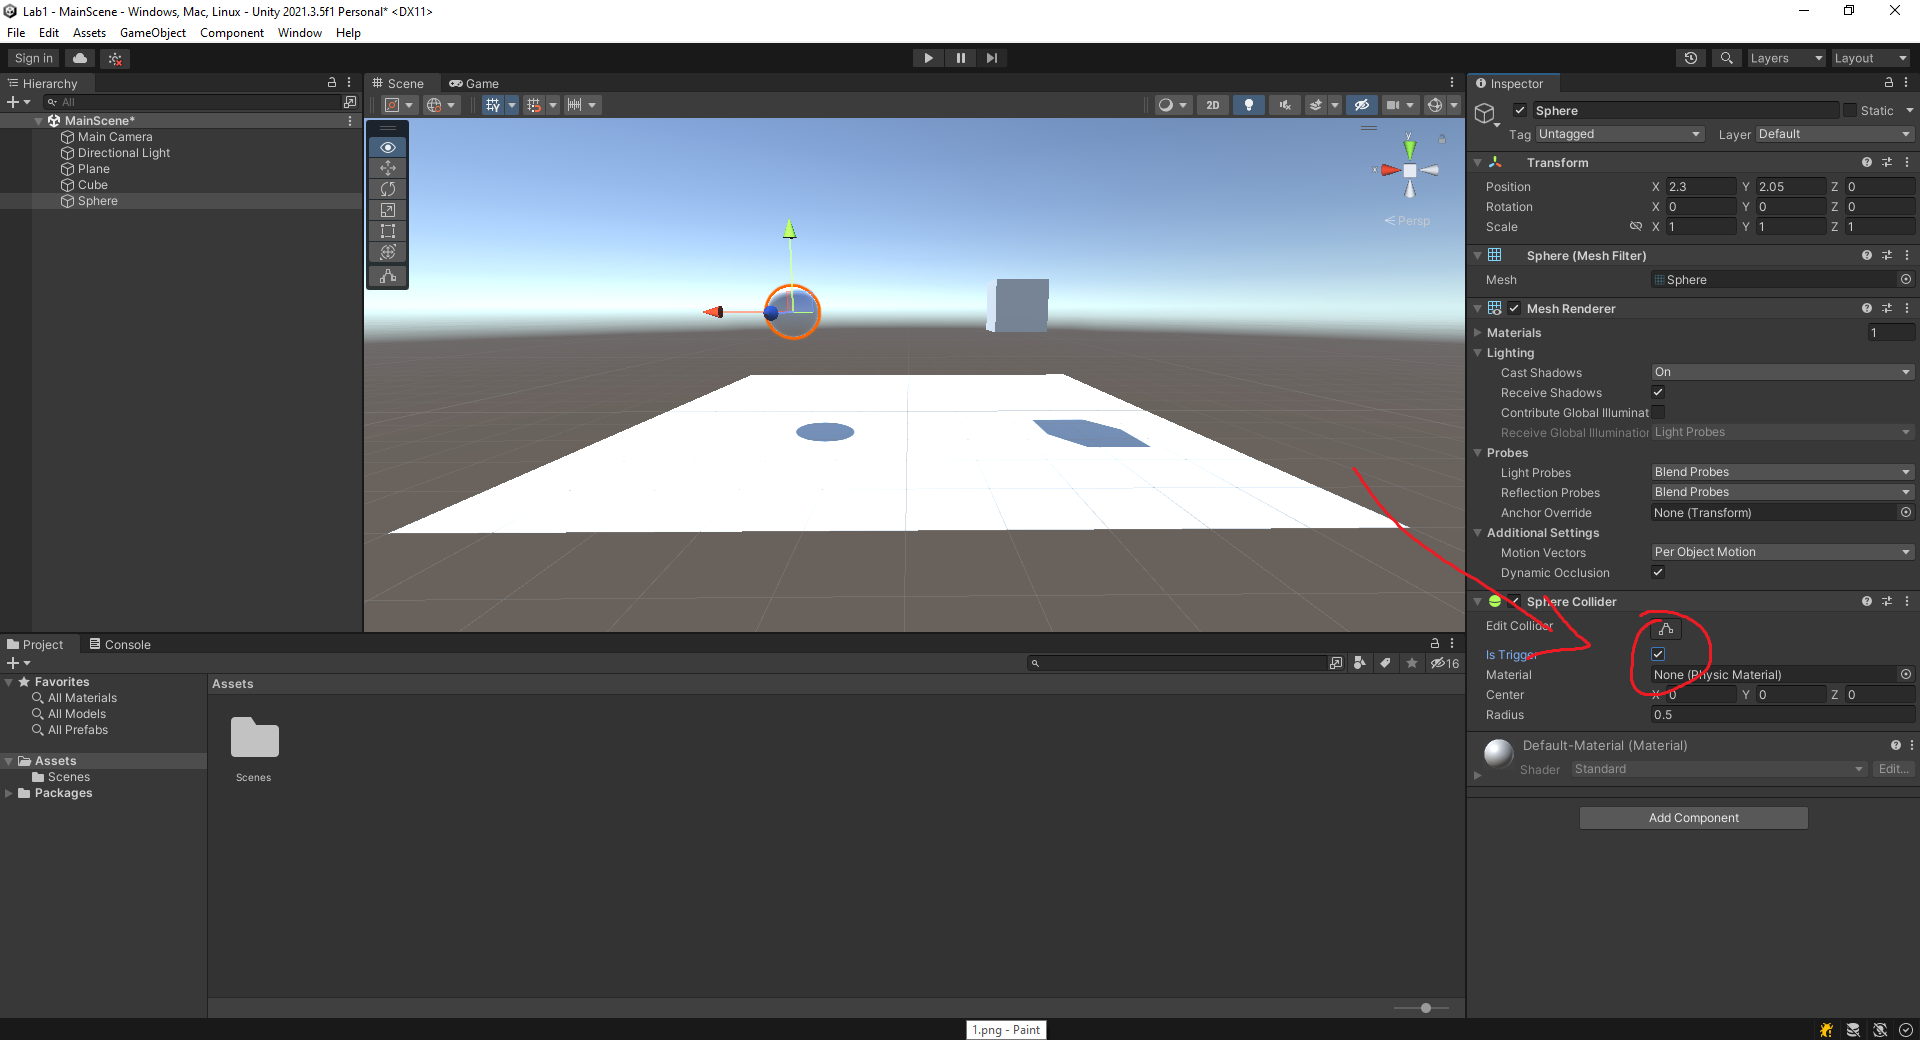 Lab1 - MainScene - Windows, Mac, Linux - Unity 2021.3.5f1 Personal* <DX11>
File Edit Assets GameObject Component Window Help
Sign in Layers Layout
Hierarchy
All
MainScene*
Main Camera
Directional Light
Plane
Cube
Sphere
Scene Game
2D
y
x
Persp
Inspector
Sphere Static
Tag Untagged Layer Default
Transform
Position X 2.3 Y 2.05 Z 0
Rotation X 0 Y 0 Z 0
Scale X 1 Y 1 Z 1
Sphere (Mesh Filter)
Mesh Sphere
Mesh Renderer
Materials 1
Lighting
Cast Shadows On
Receive Shadows
Contribute Global Illuminat
Receive Global Illumination Light Probes
Probes
Light Probes Blend Probes
Reflection Probes Blend Probes
Anchor Override None (Transform)
Additional Settings
Motion Vectors Per Object Motion
Dynamic Occlusion
Sphere Collider
Edit Collider
Is Trigger
Material None (Physic Material)
Center X 0 Y 0 Z 0
Radius 0.5
Default-Material (Material)
Shader Standard Edit...
Add Component
Project Console
16
Favorites
All Materials
All Models
All Prefabs
Assets
Scenes
Packages
Assets
Scenes
1.png - Paint